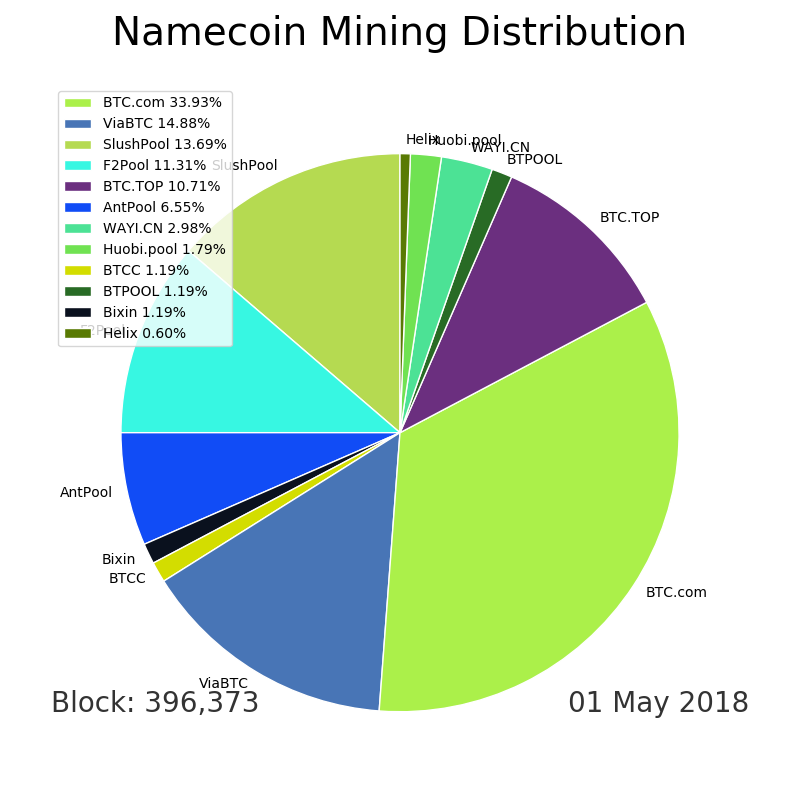 Namecoin Mining Distribution
BTC.com 33.93%
ViaBTC 14.88%
SlushPool 13.69%
F2Pool 11.31%
BTC.TOP 10.71%
AntPool 6.55%
WAYI.CN 2.98%
Huobi.pool 1.79%
BTCC 1.19%
BTPOOL 1.19%
Bixin 1.19%
Helix 0.60%
Helix
Huobi.pool
WAYI.CN
BTPOOL
SlushPool
BTC.TOP
F2Pool
AntPool
Bixin
BTCC
BTC.com
ViaBTC
Block: 396,373
01 May 2018